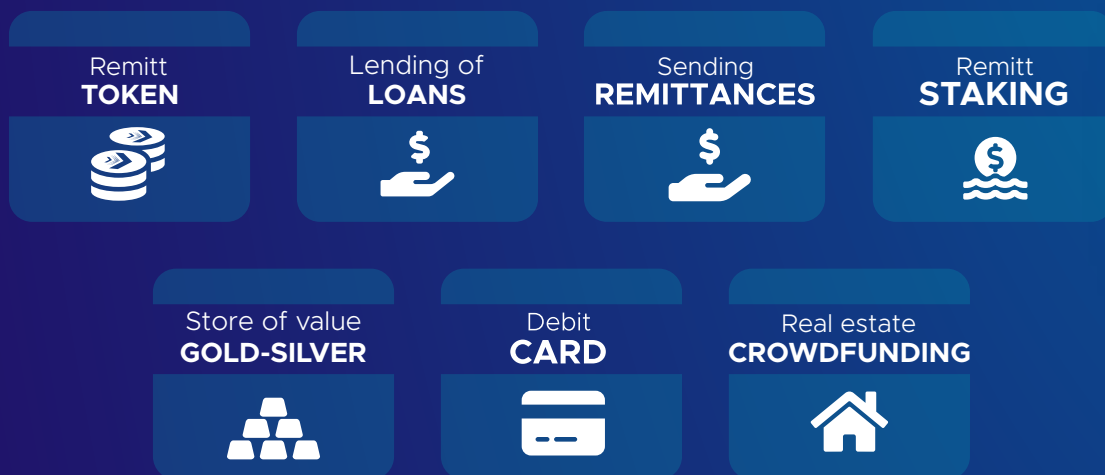 Remitt
TOKEN
Lending of
LOANS
Sending
REMITTANCES
Remitt
STAKING
Store of value
GOLD-SILVER
Debit
CARD
Real estate
CROWDFUNDING